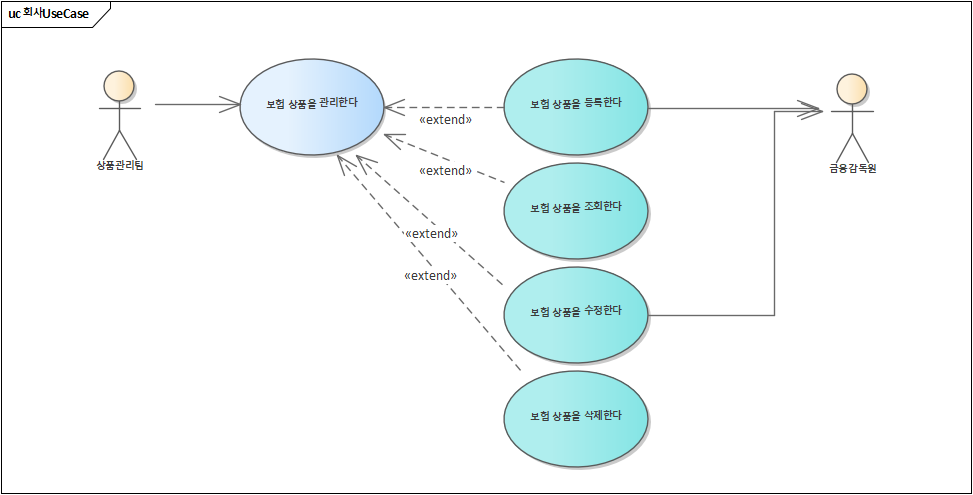 uc 회사UseCase
상품관리팀
보험 상품을 관리한다
«extend»
«extend»
«extend»
«extend»
보험 상품을 등록한다
보험 상품을 조회한다
보험 상품을 수정한다
보험 상품을 삭제한다
금융감독원